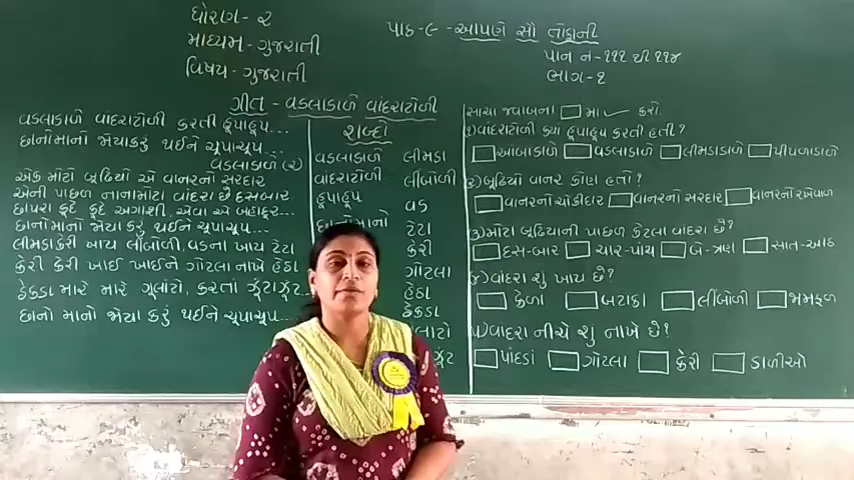 ધોરણ - ૨
માધ્યમ - ગુજરાતી
વિષય - ગુજરાતી
પાઠ-૯ - આપણે સૌ તોફાની
પાન નં - ૧૧૧ થી ૧૧૪
ભાગ - ૧
ગીત - વડલાકાળે વાંદરાટોળી
વડલાકાળે વાંદરાટોળી કરતી હૂપાહૂપ...
છાનોમાનો ભેયાકરું થઈને ચૂપાચૂપ...
વડલાકાળે (૨)
એક મોટો બૂઢિયો એ વાનરનો સરદાર
એની પાછળ નાનામોટા વાંદરા છે દસબાર
છાપરા કૂદે કૂદે અગાશી, એવા એ બહાદુર...
છાનોમાનો ભેયા કરું થઈને ચૂપાચૂપ...
લીમડાકેરી ખાય લીંબોળી, વડના ખાય ટેટા
કેરી કેરી ખાઈ ખાઈને ગોટલા નાખે હેઠા
ઠેકડા મારે મારે ગૂલાંટો, કરતાં ઝૂંટાઝૂંટ...
છાનો માનો ભેયા કરું થઈને ચૂપાચૂપ...
શબ્દો
વડલાકાળે લીમડા
વાંદરાટોળી લીંબોળી
હૂપાહૂપ વડ
છાનોમાનો ટેટા
કેરી
ગોટલા
હેઠા
ઠેકડા
સાચા જવાબના □ મા ✓ કરો.
૧) વાંદરાટોળી ક્યાં હૂપાહૂપ કરતી હતી?
□ આંબાકાળે □ વડલાકાળે □ લીમડાકાળે □ પીપળાકાળે
૨) બૂઢિયો વાનર કોણ હતો?
□ વાનરનો ચોકીદાર □ વાનરનો સરદાર □ વાનરનો રખેવાળ
૩) મોટા બૂઢિયાની પાછળ કેટલા વાંદરા છે?
□ દસ-બાર □ ચાર-પાંચ □ બે-ત્રણ □ સાત-આઠ
૪) વાંદરા શુ ખાય છે?
□ કેળા □ બટાકા □ લીંબોળી □ જામફળ
૫) વાંદરા નીચે શુ નાખે છે?
□ પાંદડાં □ ગોટલા □ કેરી □ ડાળીઓ